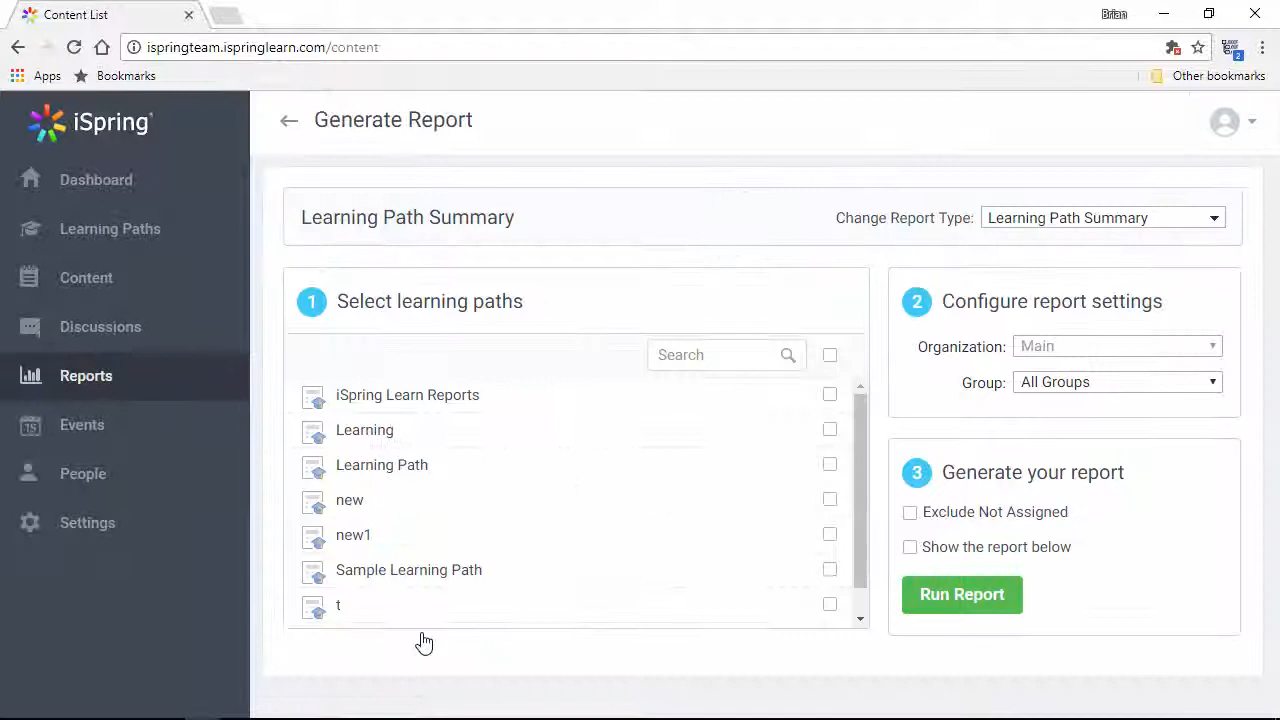 Content List
Brian
ispringteam.ispringlearn.com/content
2
Apps
Bookmarks
Other bookmarks
iSpring
Generate Report
Dashboard
Learning Paths
Content
Discussions
Reports
Events
People
Settings
Learning Path Summary
Change Report Type: Learning Path Summary
1 Select learning paths
Search
iSpring Learn Reports
Learning
Learning Path
new
new1
Sample Learning Path
t
2 Configure report settings
Organization: Main
Group: All Groups
3 Generate your report
Exclude Not Assigned
Show the report below
Run Report